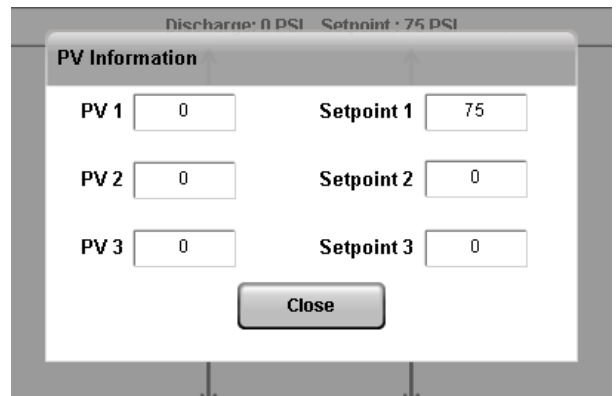 Discharge: 0 PSI Setpoint : 75 PSI
PV Information
PV 1 0 Setpoint 1 75
PV 2 0 Setpoint 2 0
PV 3 0 Setpoint 3 0
Close